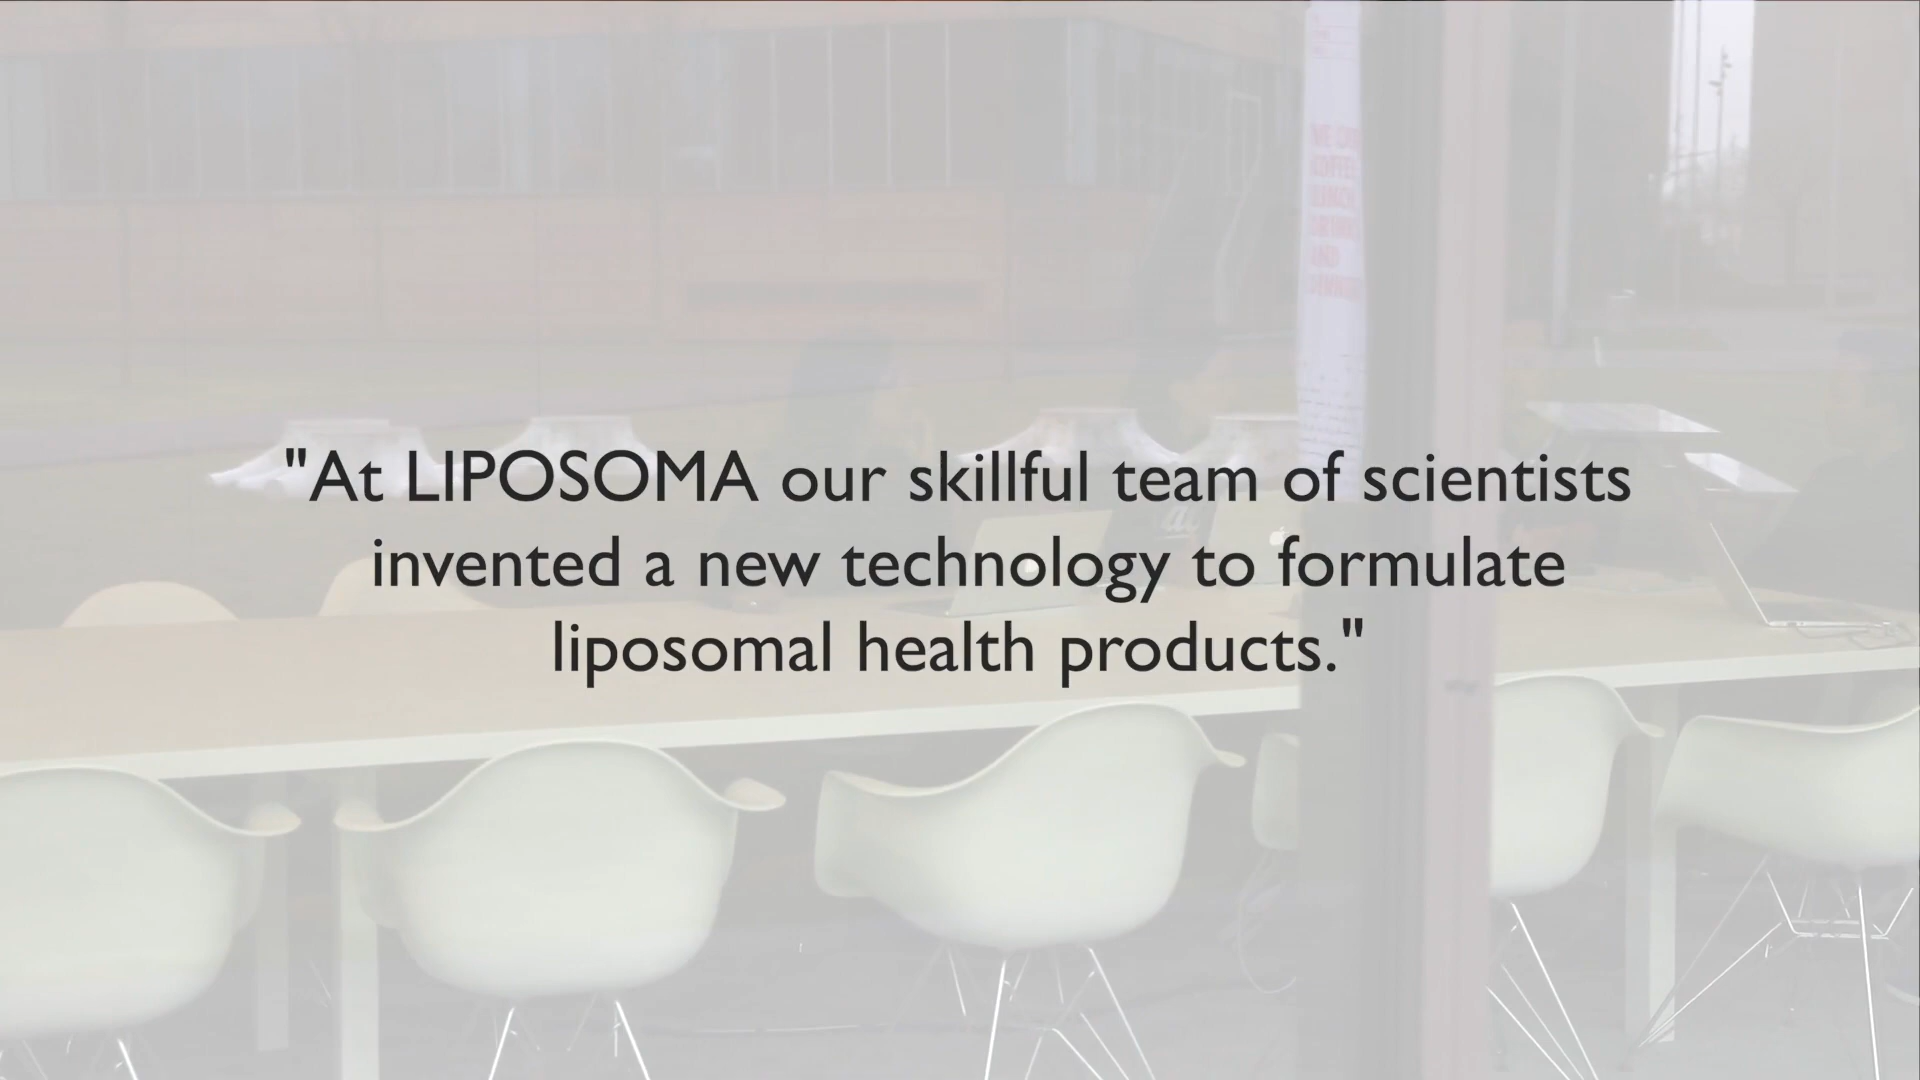 "At LIPOSOMA our skillful team of scientists
invented a new technology to formulate
liposomal health products."